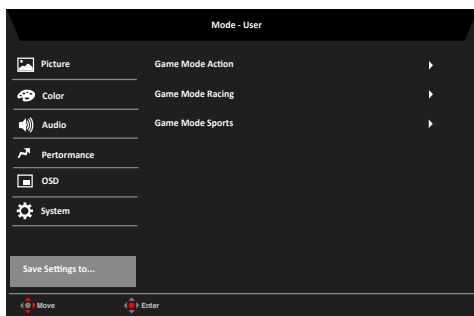 Mode - User
Picture
Game Mode Action
Color
Game Mode Racing
Audio
Game Mode Sports
Pertormance
OSD
System
Save Settings to...
Move
Enter